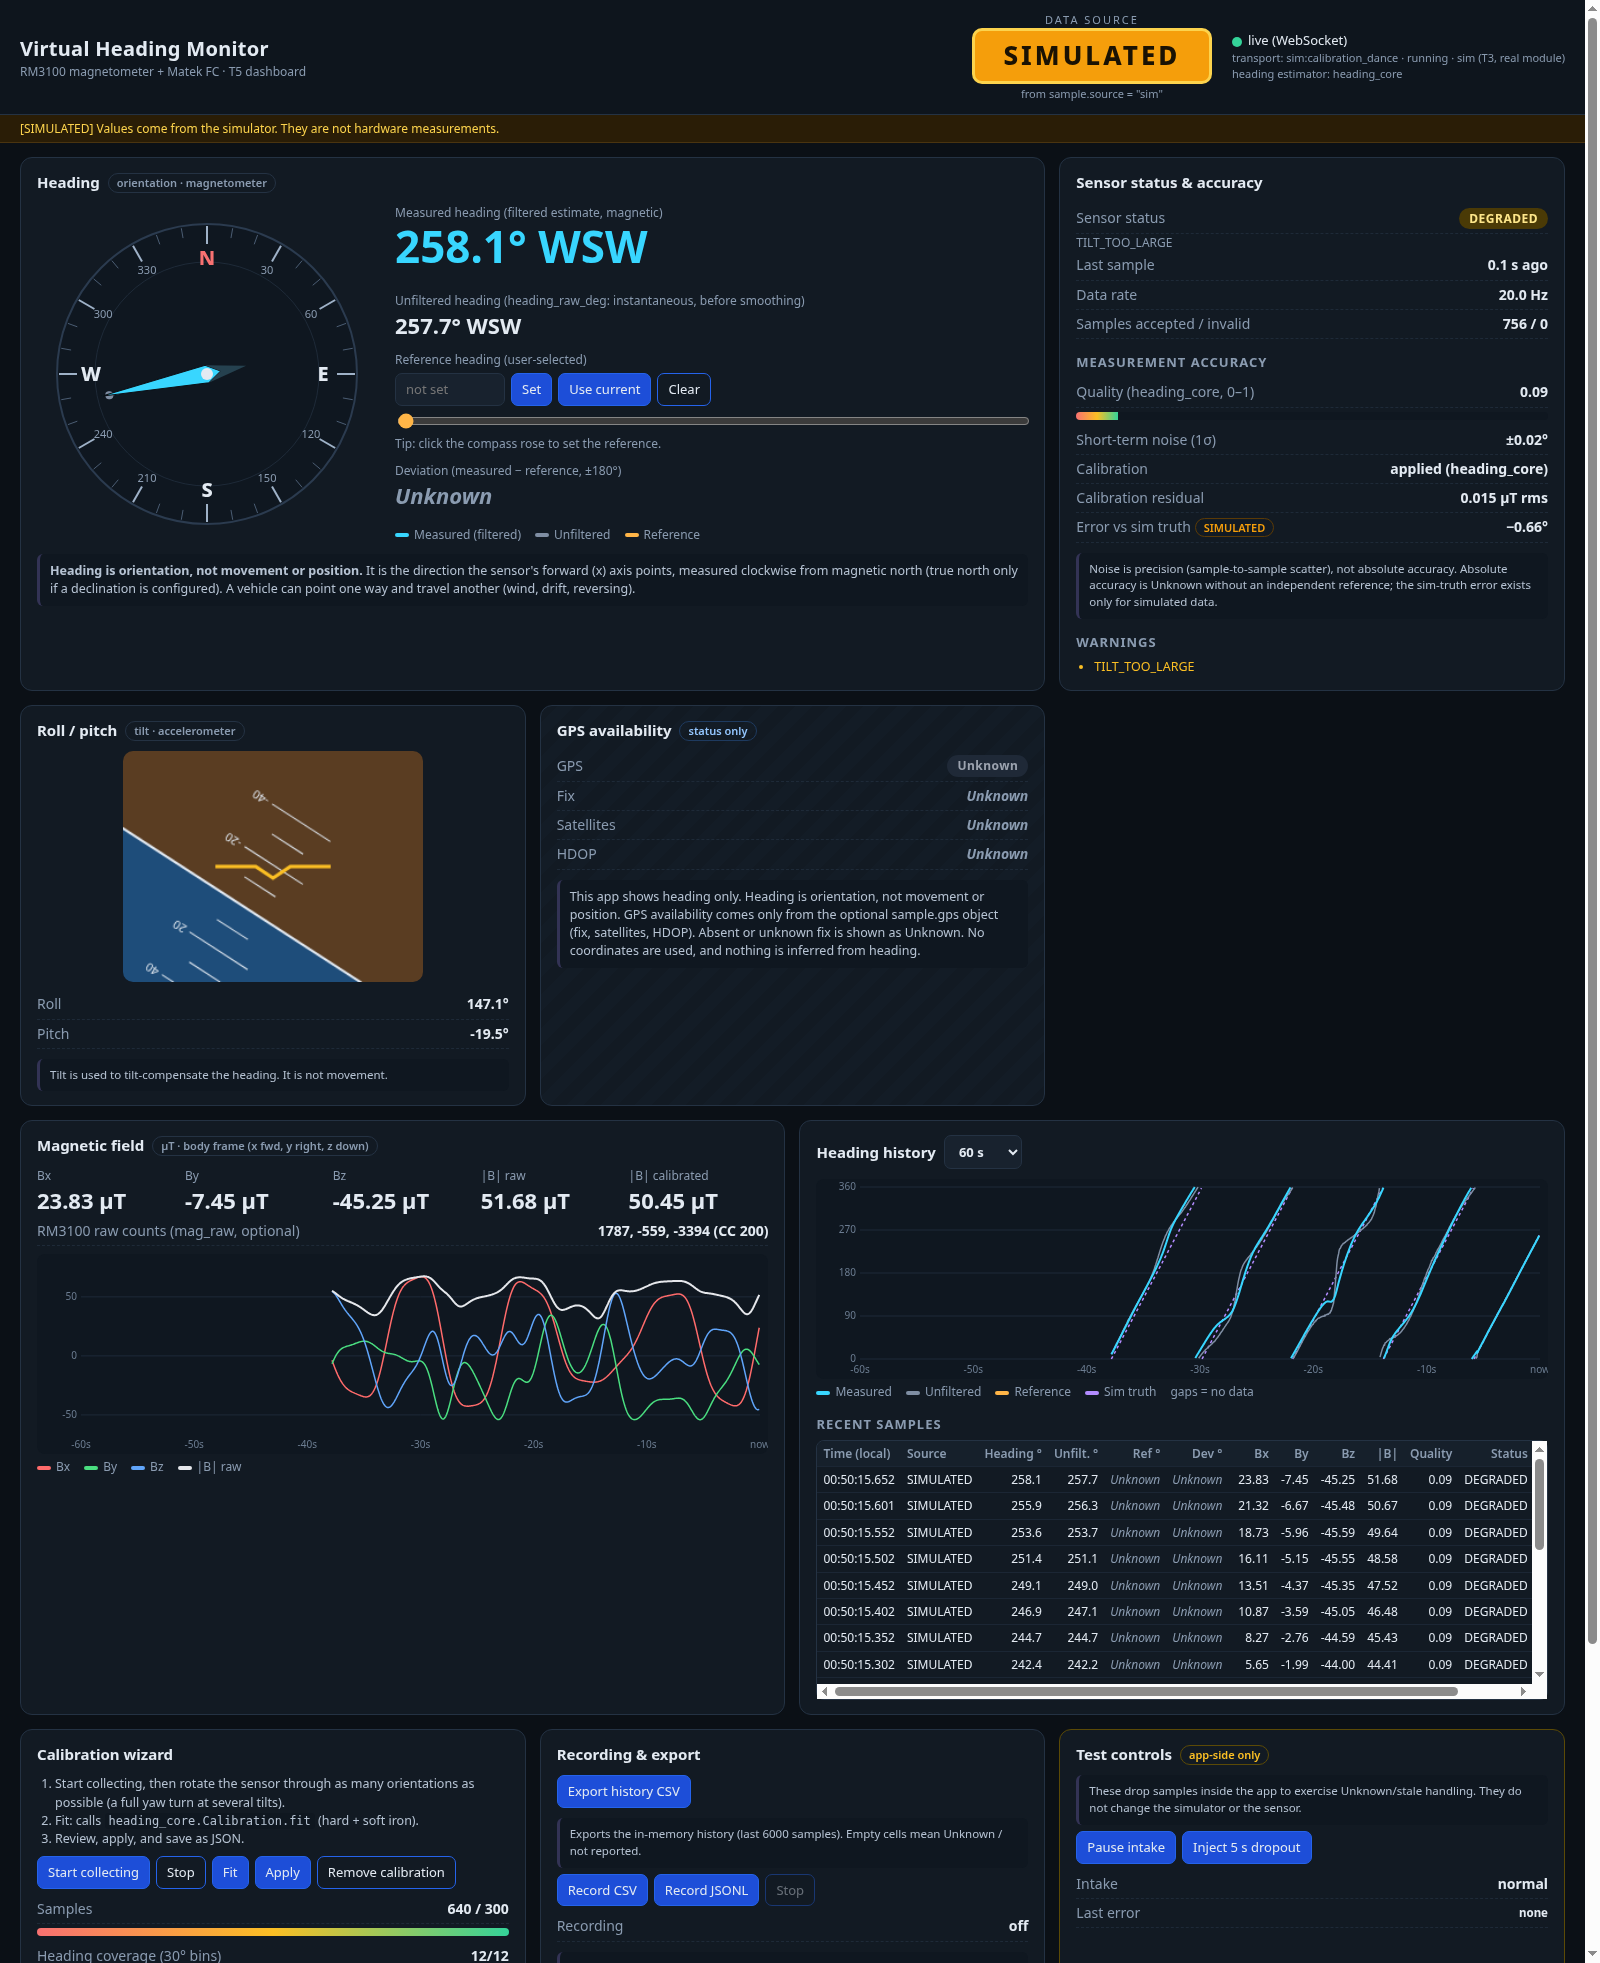 Virtual Heading Monitor
RM3100 magnetometer + Matek FC · T5 dashboard
DATA SOURCE
SIMULATED
from sample.source = "sim"
live (WebSocket)
transport: sim:calibration_dance · running · sim (T3, real module)
heading estimator: heading_core
[SIMULATED] Values come from the simulator. They are not hardware measurements.
Heading orientation · magnetometer
N
30
60
E
120
150
S
210
240
W
300
330
Measured heading (filtered estimate, magnetic)
258.1° WSW
Unfiltered heading (heading_raw_deg: instantaneous, before smoothing)
257.7° WSW
Reference heading (user-selected)
not set Set Use current Clear
Tip: click the compass rose to set the reference.
Deviation (measured − reference, ±180°)
Unknown
Measured (filtered) Unfiltered Reference
Heading is orientation, not movement or position. It is the direction the sensor's forward (x) axis points, measured clockwise from magnetic north (true north only
if a declination is configured). A vehicle can point one way and travel another (wind, drift, reversing).
Sensor status & accuracy
Sensor status DEGRADED
TILT_TOO_LARGE
Last sample 0.1 s ago
Data rate 20.0 Hz
Samples accepted / invalid 756 / 0
MEASUREMENT ACCURACY
Quality (heading_core, 0–1) 0.09
Short-term noise (1σ) ±0.02°
Calibration applied (heading_core)
Calibration residual 0.015 µT rms
Error vs sim truth SIMULATED −0.66°
Noise is precision (sample-to-sample scatter), not absolute accuracy. Absolute
accuracy is Unknown without an independent reference; the sim-truth error exists
only for simulated data.
WARNINGS
• TILT_TOO_LARGE
Roll / pitch tilt · accelerometer
-40
-20
20
40
Roll 147.1°
Pitch -19.5°
Tilt is used to tilt-compensate the heading. It is not movement.
GPS availability status only
GPS Unknown
Fix Unknown
Satellites Unknown
HDOP Unknown
This app shows heading only. Heading is orientation, not movement or
position. GPS availability comes only from the optional sample.gps object
(fix, satellites, HDOP). Absent or unknown fix is shown as Unknown. No
coordinates are used, and nothing is inferred from heading.
Magnetic field µT · body frame (x fwd, y right, z down)
Bx By Bz |B| raw |B| calibrated
23.83 µT -7.45 µT -45.25 µT 51.68 µT 50.45 µT
RM3100 raw counts (mag_raw, optional) 1787, -559, -3394 (CC 200)
50
0
-50
-60s -50s -40s -30s -20s -10s now
Bx By Bz |B| raw
Heading history 60 s
360
270
180
90
0
-60s -50s -40s -30s -20s -10s now
Measured Unfiltered Reference Sim truth gaps = no data
RECENT SAMPLES
Time (local) Source Heading ° Unfilt. ° Ref ° Dev ° Bx By Bz |B| Quality Status
00:50:15.652 SIMULATED 258.1 257.7 Unknown Unknown 23.83 -7.45 -45.25 51.68 0.09 DEGRADED
00:50:15.601 SIMULATED 255.9 256.3 Unknown Unknown 21.32 -6.67 -45.48 50.67 0.09 DEGRADED
00:50:15.552 SIMULATED 253.6 253.7 Unknown Unknown 18.73 -5.96 -45.59 49.64 0.09 DEGRADED
00:50:15.502 SIMULATED 251.4 251.1 Unknown Unknown 16.11 -5.15 -45.55 48.58 0.09 DEGRADED
00:50:15.452 SIMULATED 249.1 249.0 Unknown Unknown 13.51 -4.37 -45.35 47.52 0.09 DEGRADED
00:50:15.402 SIMULATED 246.9 247.1 Unknown Unknown 10.87 -3.59 -45.05 46.48 0.09 DEGRADED
00:50:15.352 SIMULATED 244.7 244.7 Unknown Unknown 8.27 -2.76 -44.59 45.43 0.09 DEGRADED
00:50:15.302 SIMULATED 242.4 242.2 Unknown Unknown 5.65 -1.99 -44.00 44.41 0.09 DEGRADED
Calibration wizard
1. Start collecting, then rotate the sensor through as many orientations as
possible (a full yaw turn at several tilts).
2. Fit: calls heading_core.Calibration.fit (hard + soft iron).
3. Review, apply, and save as JSON.
Start collecting Stop Fit Apply Remove calibration
Samples 640 / 300
Heading coverage (30° bins) 12/12
Recording & export
Export history CSV
Exports the in-memory history (last 6000 samples). Empty cells mean Unknown /
not reported.
Record CSV Record JSONL Stop
Recording off
Test controls app-side only
These drop samples inside the app to exercise Unknown/stale handling. They do
not change the simulator or the sensor.
Pause intake Inject 5 s dropout
Intake normal
Last error none